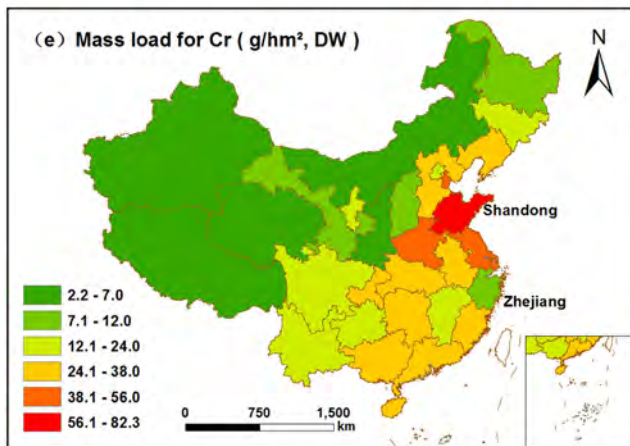 （e）Mass load for Cr ( g/hm², DW )
N
Shandong
Zhejiang
2.2 - 7.0
7.1 - 12.0
12.1 - 24.0
24.1 - 38.0
38.1 - 56.0
56.1 - 82.3
0 750 1,500
km